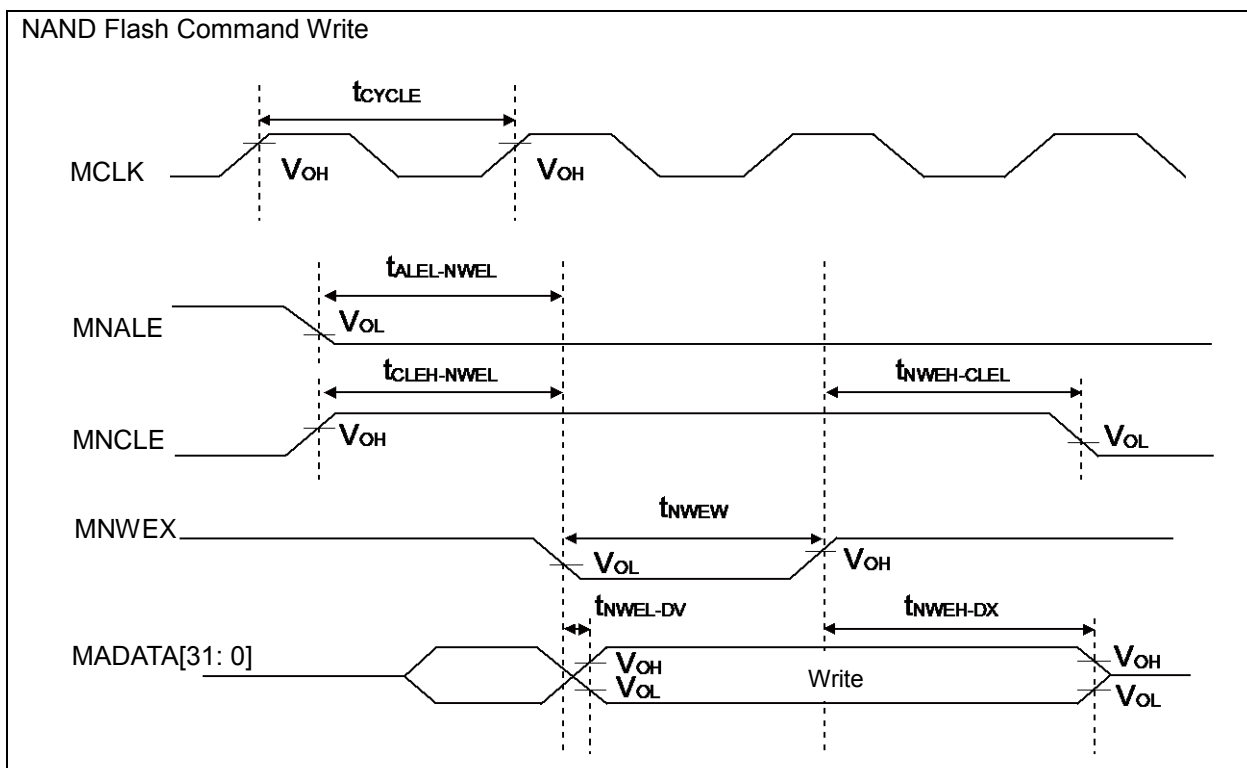 NAND Flash Command Write
tCYCLE
MCLK
VOH
VOH
tALEL-NWEL
MNALE
VOL
tCLEH-NWEL
tNWEH-CLEL
MNCLE
VOH
VOL
tNWEW
MNWEX
VOL
VOH
tNWEL-DV
tNWEH-DX
MADATA[31: 0]
VOH
VOL
Write
VOH
VOL